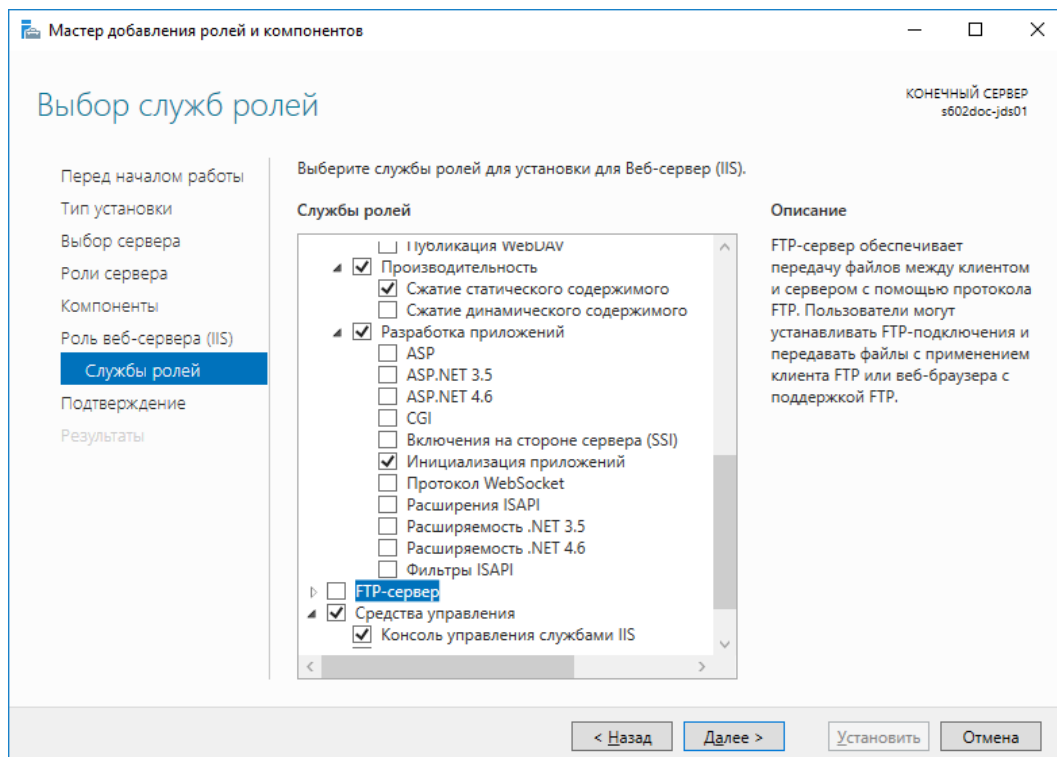 Мастер добавления ролей и компонентов
Выбор служб ролей
КОНЕЧНЫЙ СЕРВЕР
s602doc-jds01
Перед началом работы
Тип установки
Выбор сервера
Роли сервера
Компоненты
Роль веб-сервера (IIS)
Службы ролей
Подтверждение
Результаты
Выберите службы ролей для установки для Веб-сервер (IIS).
Службы ролей
Публикация WebDAV
Производительность
Сжатие статического содержимого
Сжатие динамического содержимого
Разработка приложений
ASP
ASP.NET 3.5
ASP.NET 4.6
CGI
Включения на стороне сервера (SSI)
Инициализация приложений
Протокол WebSocket
Расширения ISAPI
Расширяемость .NET 3.5
Расширяемость .NET 4.6
Фильтры ISAPI
FTP-сервер
Средства управления
Консоль управления службами IIS
Описание
FTP-сервер обеспечивает
передачу файлов между клиентом
и сервером с помощью протокола
FTP. Пользователи могут
устанавливать FTP-подключения и
передавать файлы с применением
клиента FTP или веб-браузера с
поддержкой FTP.
< Назад
Далее >
Установить
Отмена